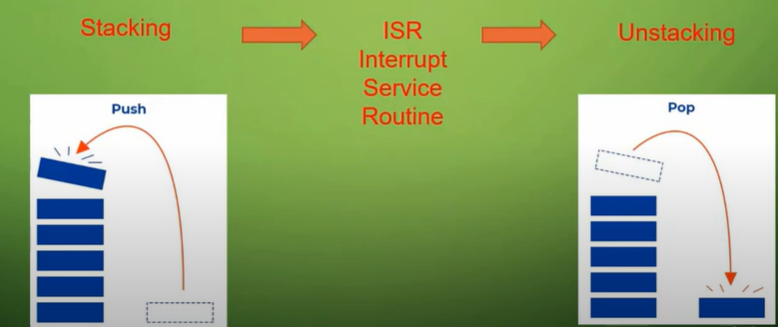 Stacking
ISR
Interrupt
Service
Routine
Unstacking
Push
Pop